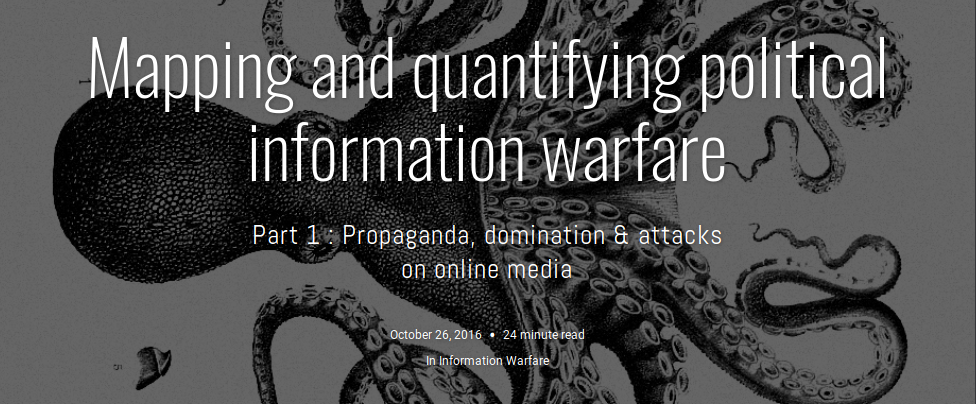 Mapping and quantifying political
information warfare
Part 1 : Propaganda, domination & attacks
on online media
October 26, 2016 • 24 minute read
In Information Warfare